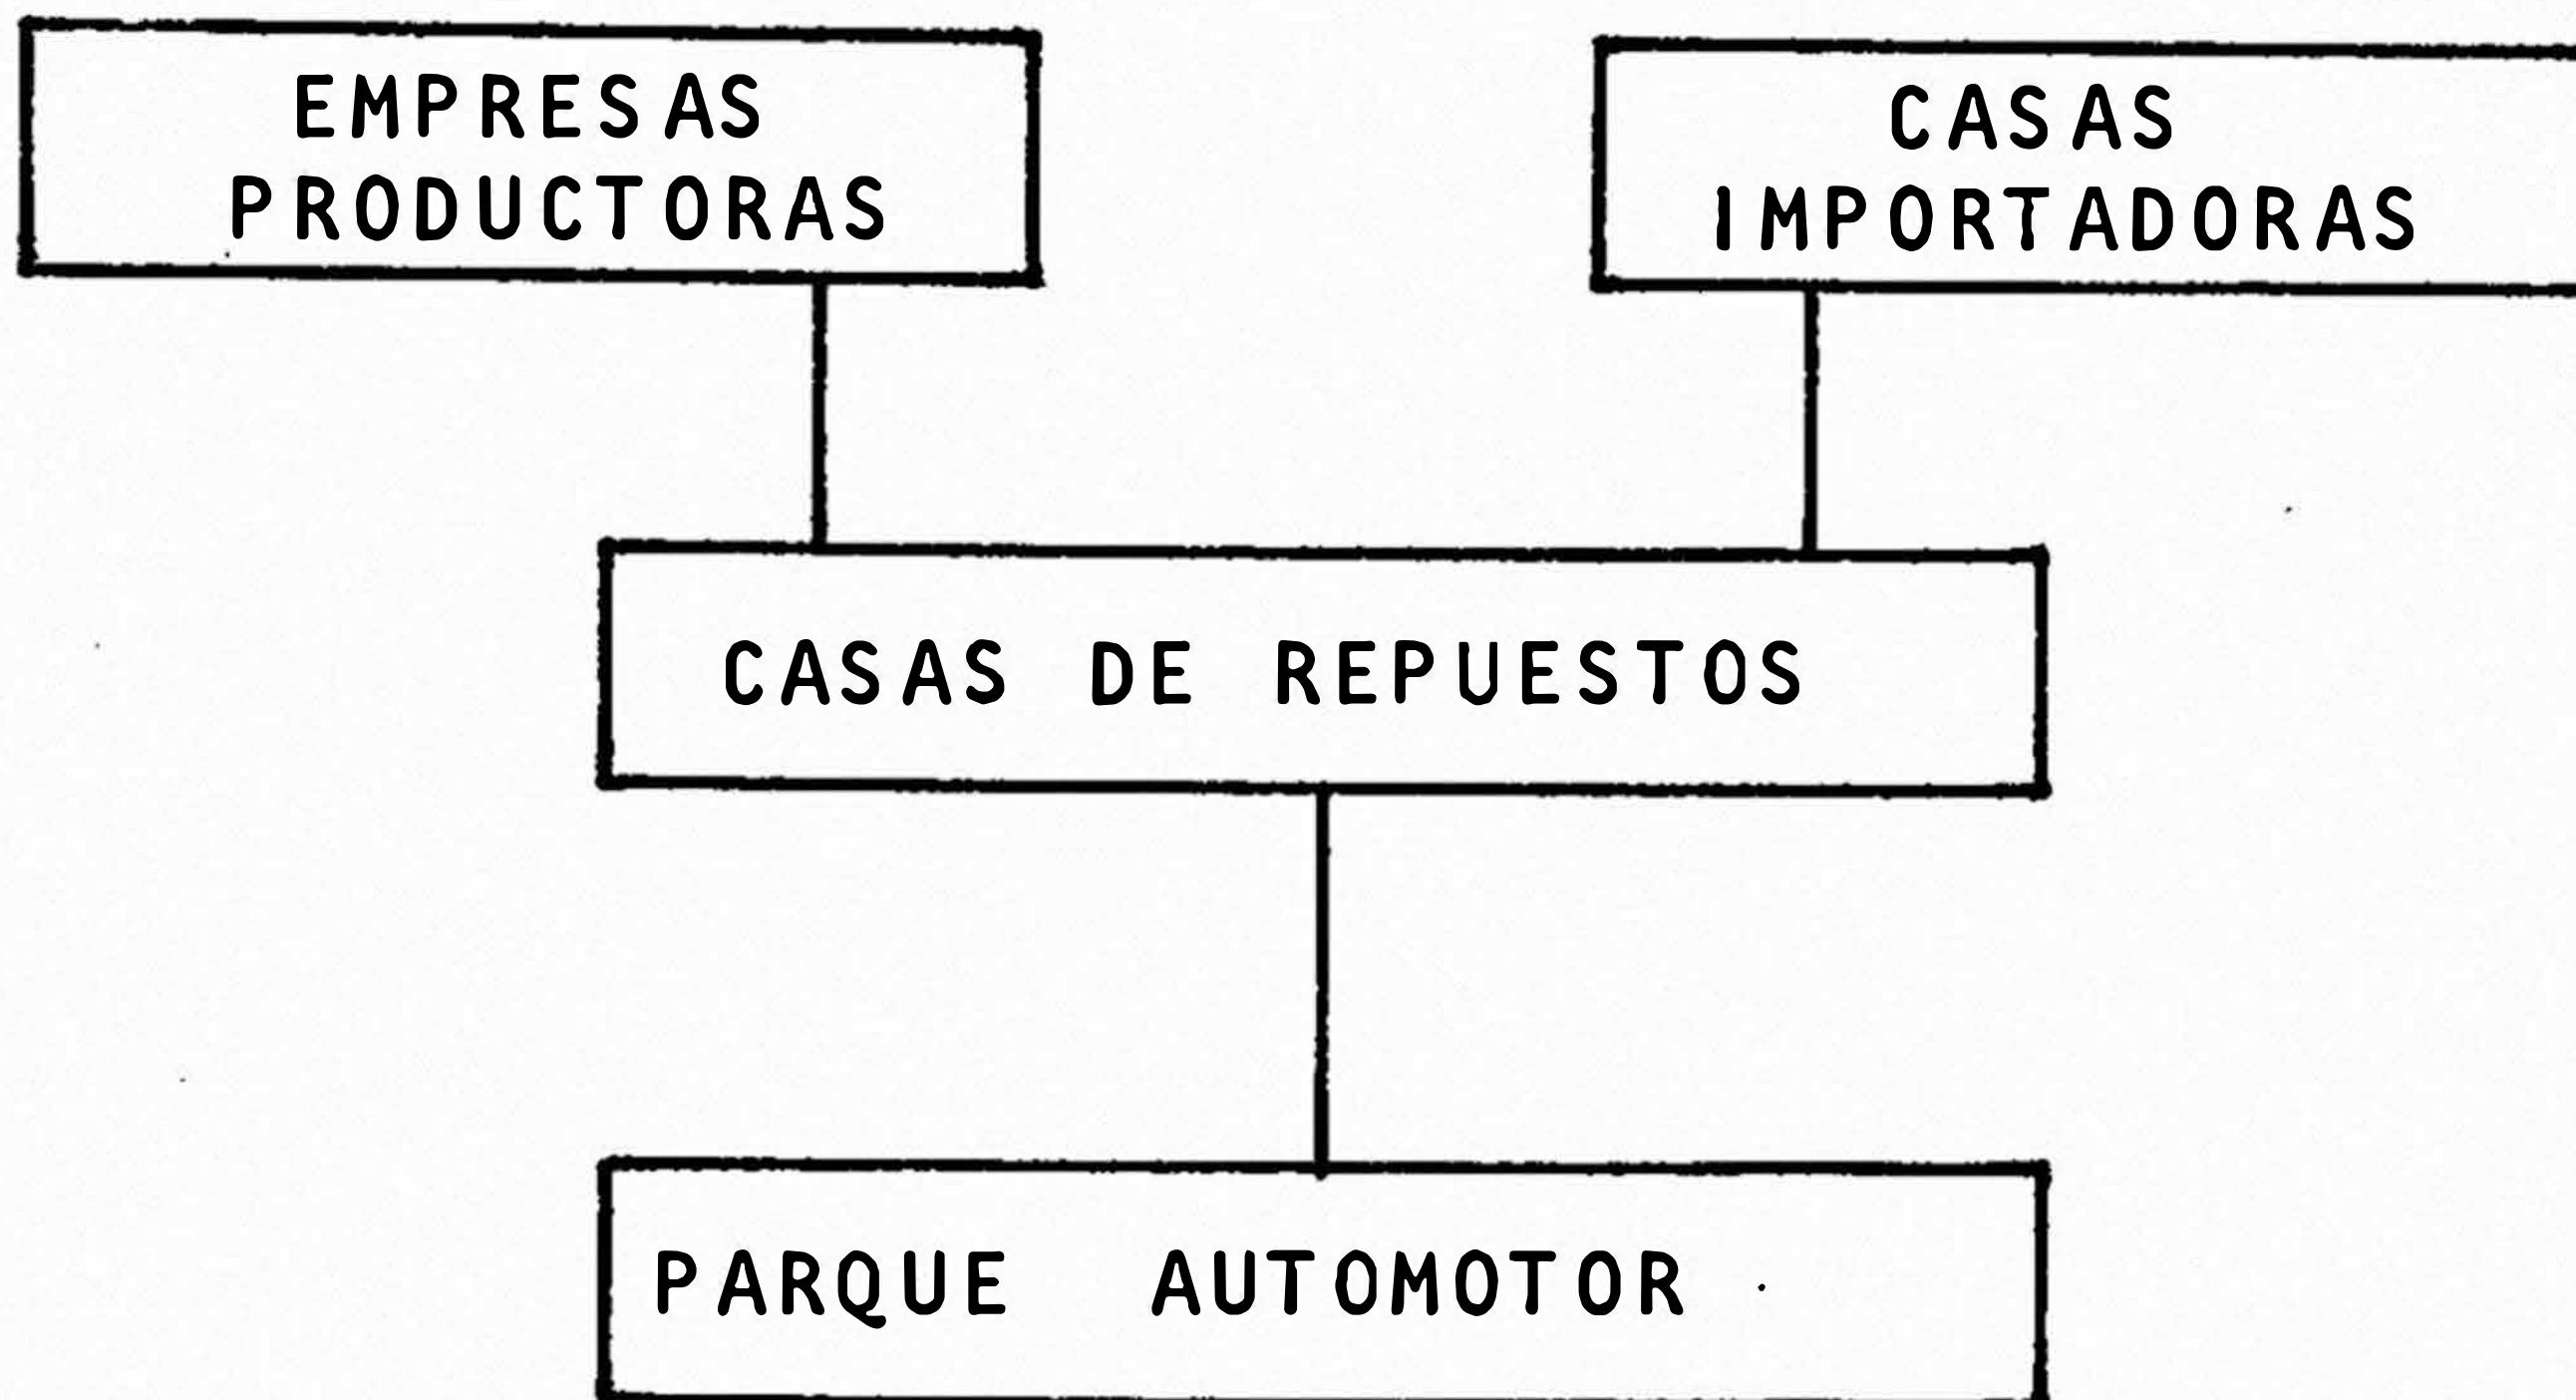 EMPRESAS
PRODUCTORAS
CASAS
IMPORTADORAS
CASAS DE REPUESTOS
PARQUE AUTOMOTOR